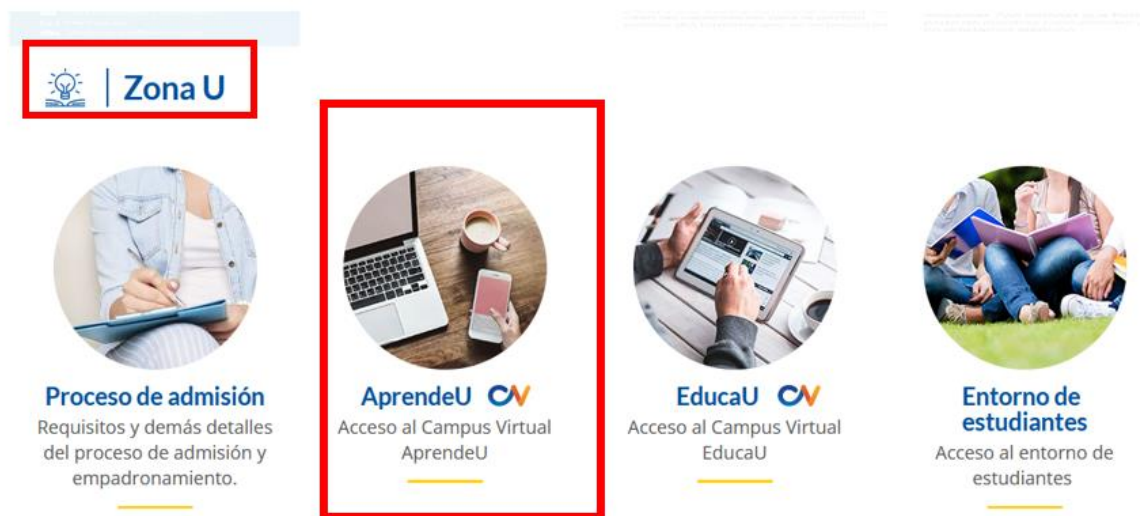 Zona U
Proceso de admisión
Requisitos y demás detalles
del proceso de admisión y
empadronamiento.
AprendeU
Acceso al Campus Virtual
AprendeU
EducaU
Acceso al Campus Virtual
EducaU
Entorno de
estudiantes
Acceso al entorno de
estudiantes